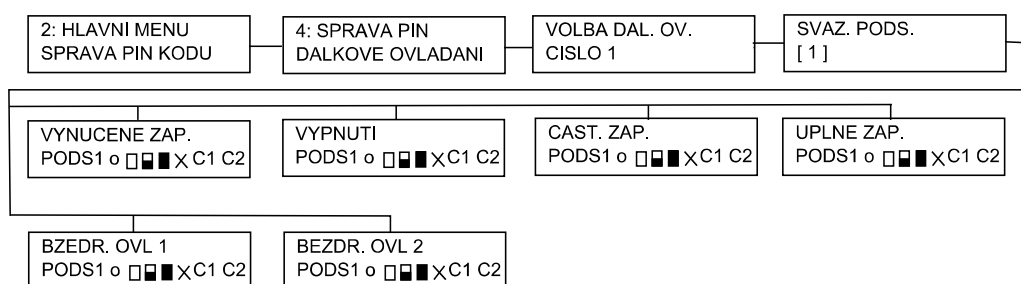 2: HLAVNI MENU
SPRAVA PIN KODU
4: SPRAVA PIN
DALKOVE OVLADANI
VOLBA DAL. OV.
CISLO 1
SVAZ. PODS.
[ 1 ]
VYNUCENE ZAP.
PODS1 o C1 C2
VYPNUTI
PODS1 o C1 C2
CAST. ZAP.
PODS1 o C1 C2
UPLNE ZAP.
PODS1 o C1 C2
BZEDR. OVL 1
PODS1 o C1 C2
BEZDR. OVL 2
PODS1 o C1 C2